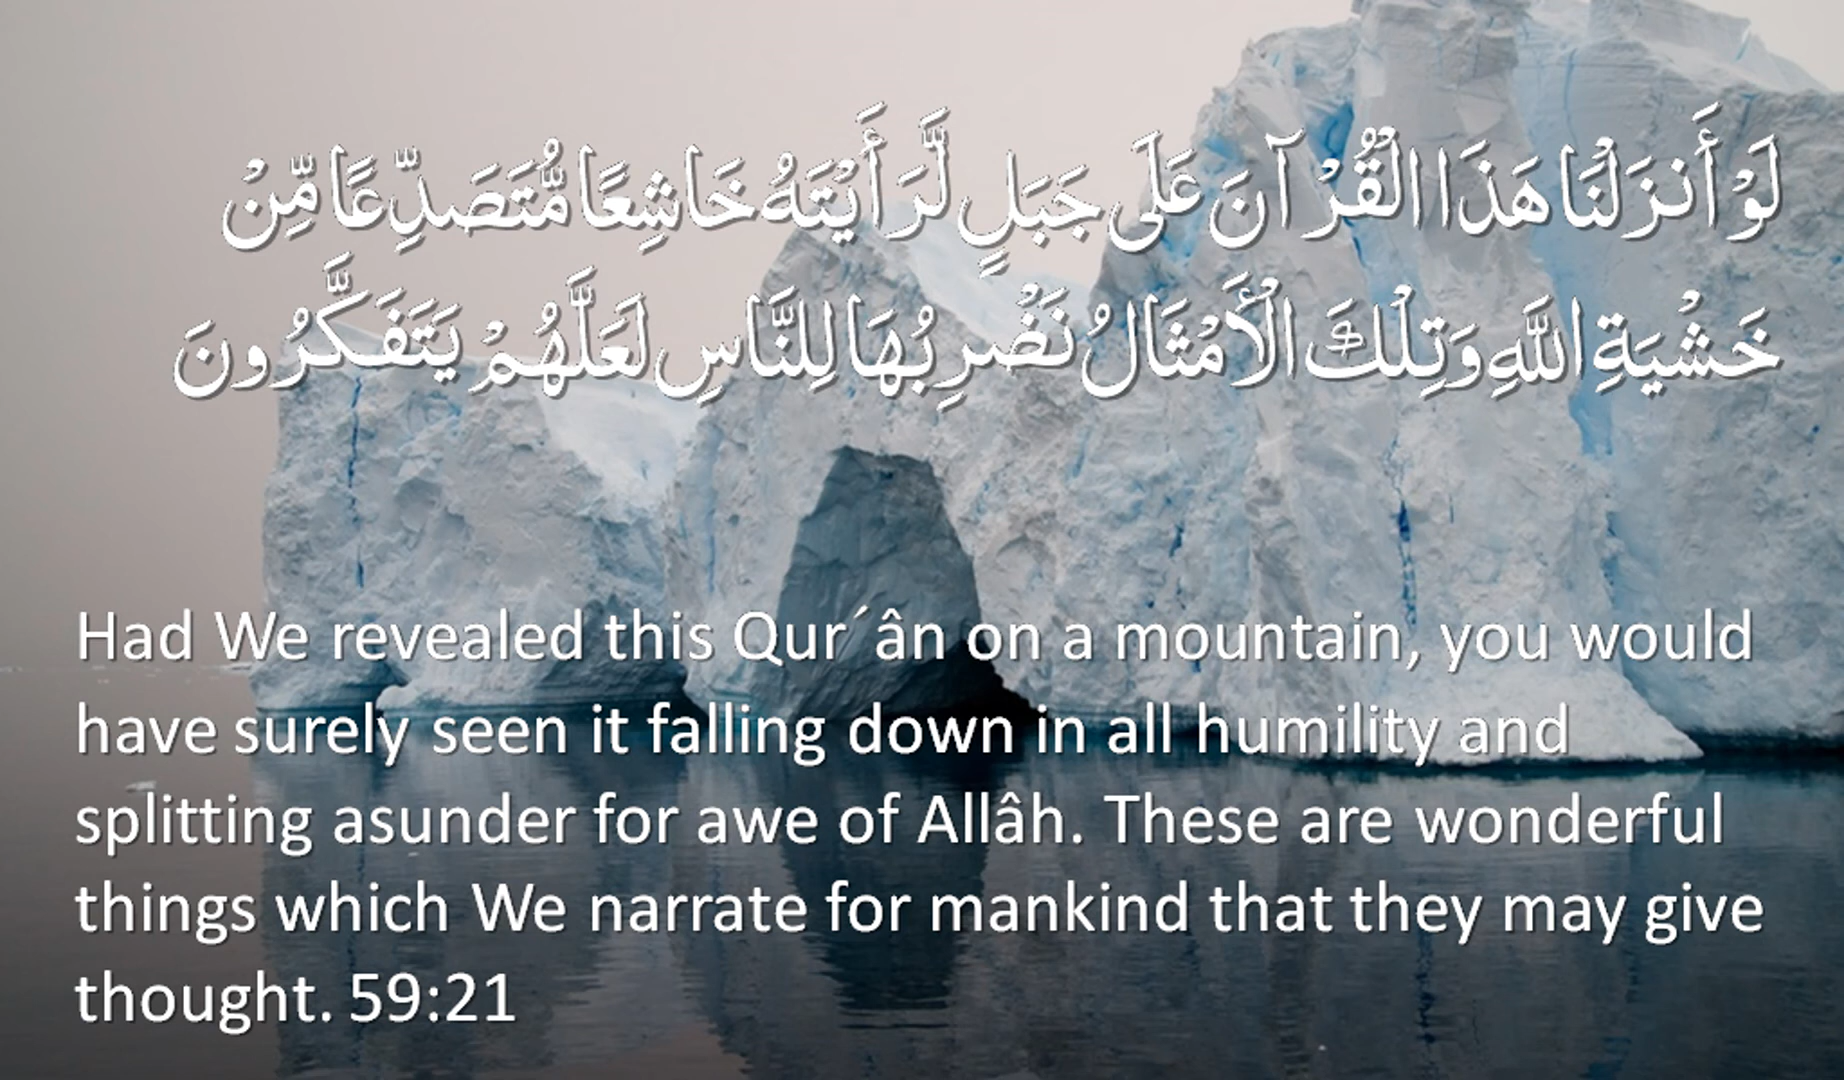 لَوْ أَنزَلْنَا هَذَا الْقُرْآنَ عَلَى جَبَلٍ لَّرَأَيْتَهُ خَاشِعًا مُّتَصَدِّعًا مِّنْ
خَشْيَةِ اللَّهِ وَتِلْكَ الْأَمْثَالُ نَضْرِبُهَا لِلنَّاسِ لَعَلَّهُمْ يَتَفَكَّرُونَ
Had We revealed this Qur´ân on a mountain, you would
have surely seen it falling down in all humility and
splitting asunder for awe of Allâh. These are wonderful
things which We narrate for mankind that they may give
thought. 59:21